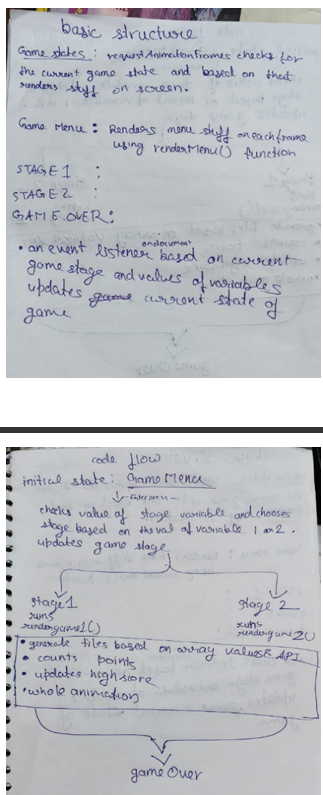 basic structure
Game states : requestAnimationFrames checks for
the current game state and based on that
renders stuff on screen.
Game Menu : Renders menu stuff on each frame
using renderMenu() function
STAGE 1 :
STAGE 2 :
GAME OVER :
• an event listener on document based on current
game stage and values of variables
updates current state of
game
code flow
initial state : Game Menu
Enter press
checks value of stage variable and chooses
stage based on the val of variable 1 or 2.
updates game stage
stage 1 stage 2
runs runs
rendergame1() rendergame2()
• generate tiles based on array values & API
• counts points
• updates highscore
• whole animation
gameOver